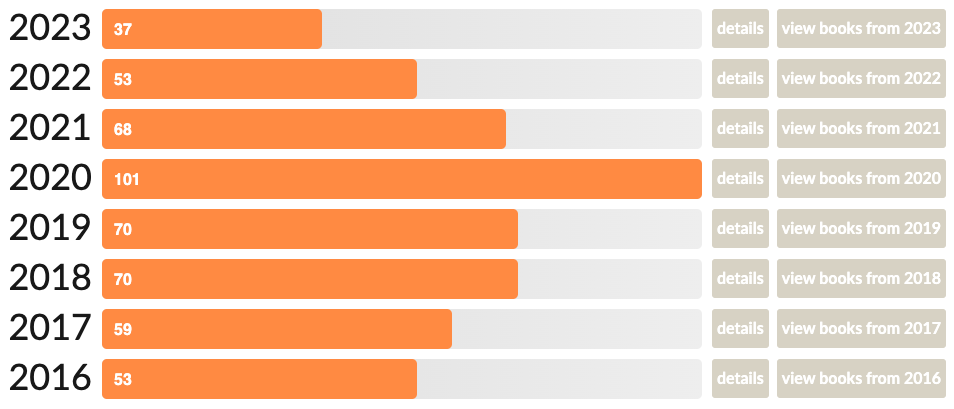 2023 37 details view books from 2023
2022 53 details view books from 2022
2021 68 details view books from 2021
2020 101 details view books from 2020
2019 70 details view books from 2019
2018 70 details view books from 2018
2017 59 details view books from 2017
2016 53 details view books from 2016